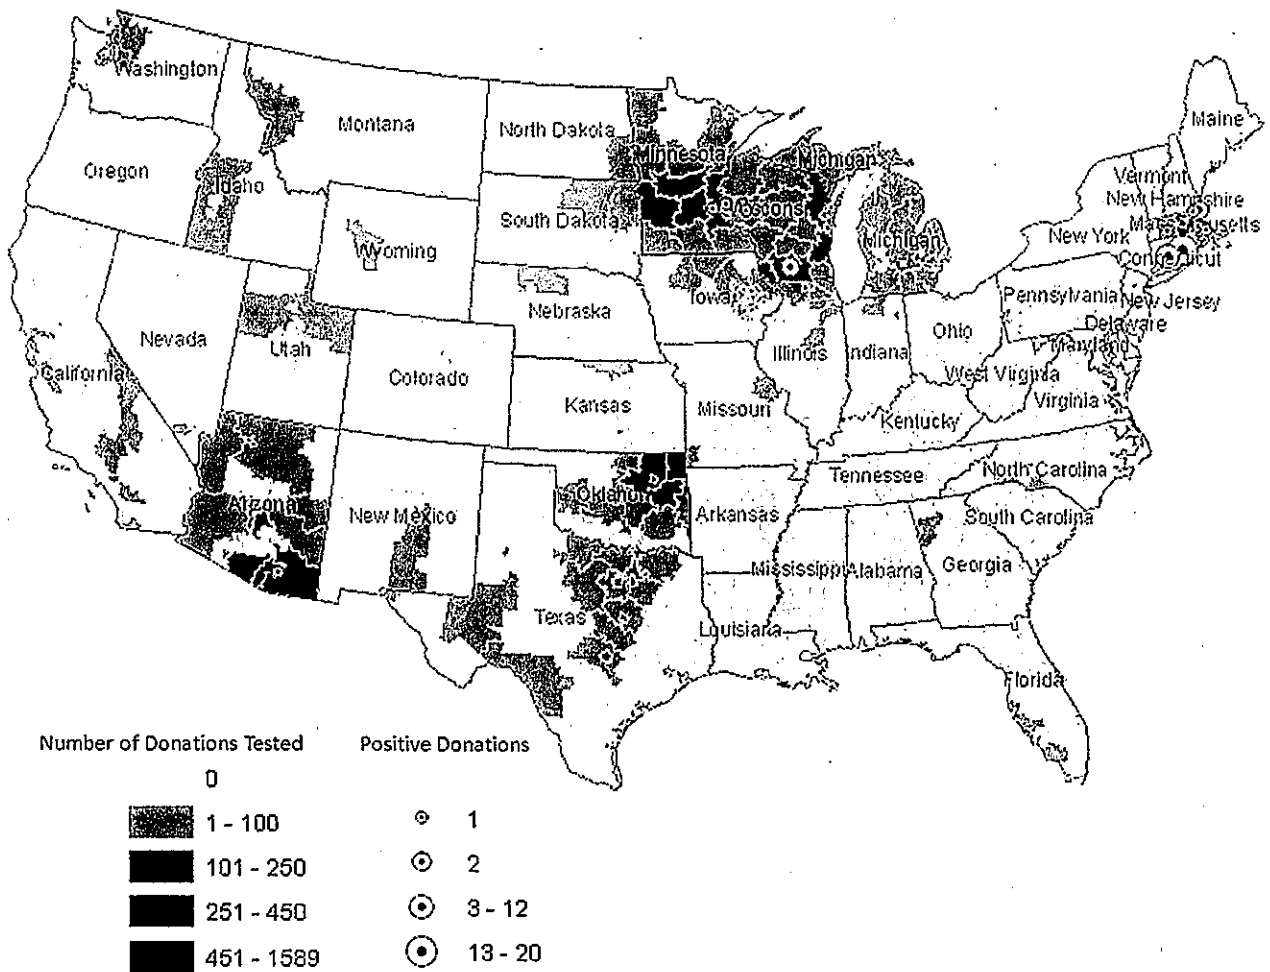 Washington
Montana
North Dakota
Minnesota
Michigan
Maine
Oregon
Idaho
Vermont
New Hampshire
South Dakota
Massachusetts
Wyoming
Michigan
New York
Connecticut
Iowa
Nebraska
Pennsylvania
New Jersey
Nevada
Utah
Illinois
Indiana
Ohio
Delaware
Maryland
California
Colorado
Kansas
Missouri
West Virginia
Virginia
Kentucky
Tennessee
North Carolina
Arizona
New Mexico
Arkansas
South Carolina
Mississippi
Alabama
Georgia
Texas
Louisiana
Florida
Number of Donations Tested
0
1 - 100
101 - 250
251 - 450
451 - 1589
Positive Donations
1
2
3 - 12
13 - 20